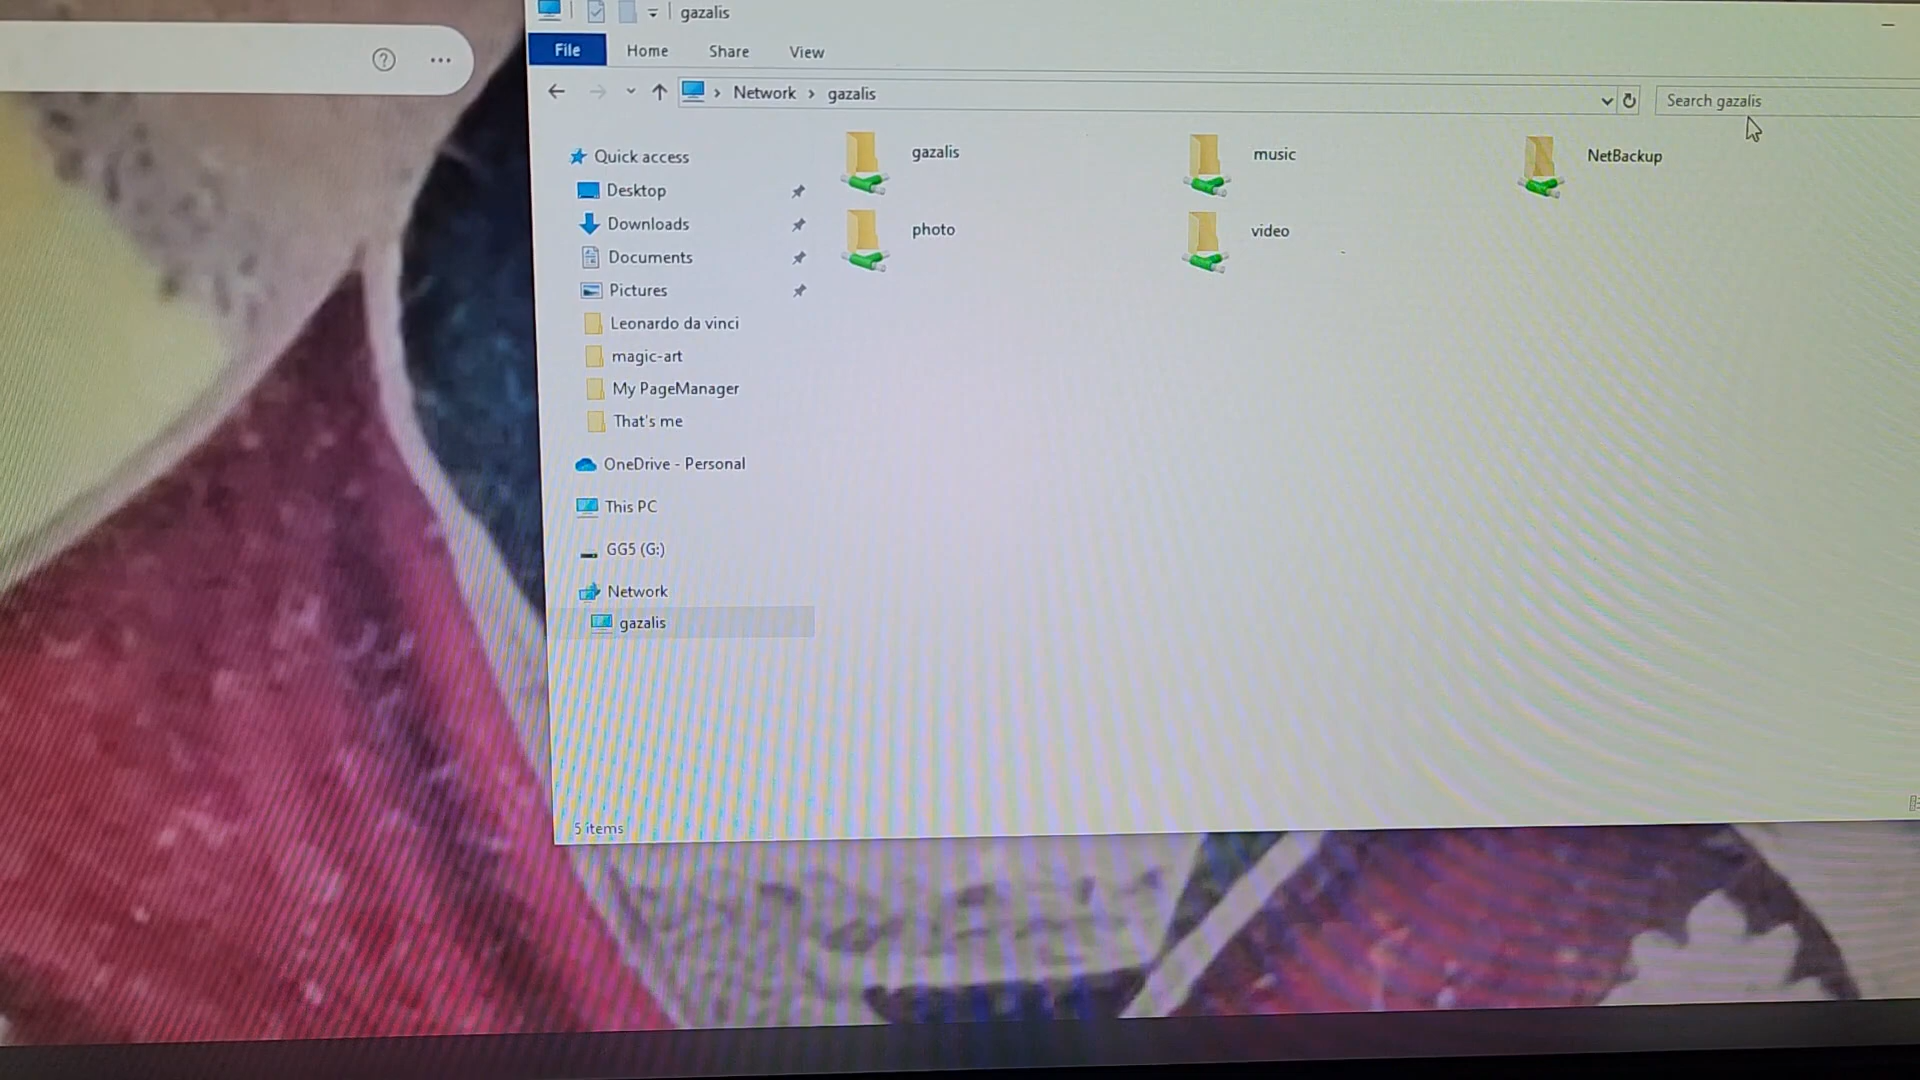 gazalis
File Home Share View
Network > gazalis
Search gazalis
Quick access
Desktop
Downloads
Documents
Pictures
Leonardo da vinci
magic-art
My PageManager
That's me
OneDrive - Personal
This PC
GG5 (G:)
Network
gazalis
gazalis
music
NetBackup
photo
video
5 items